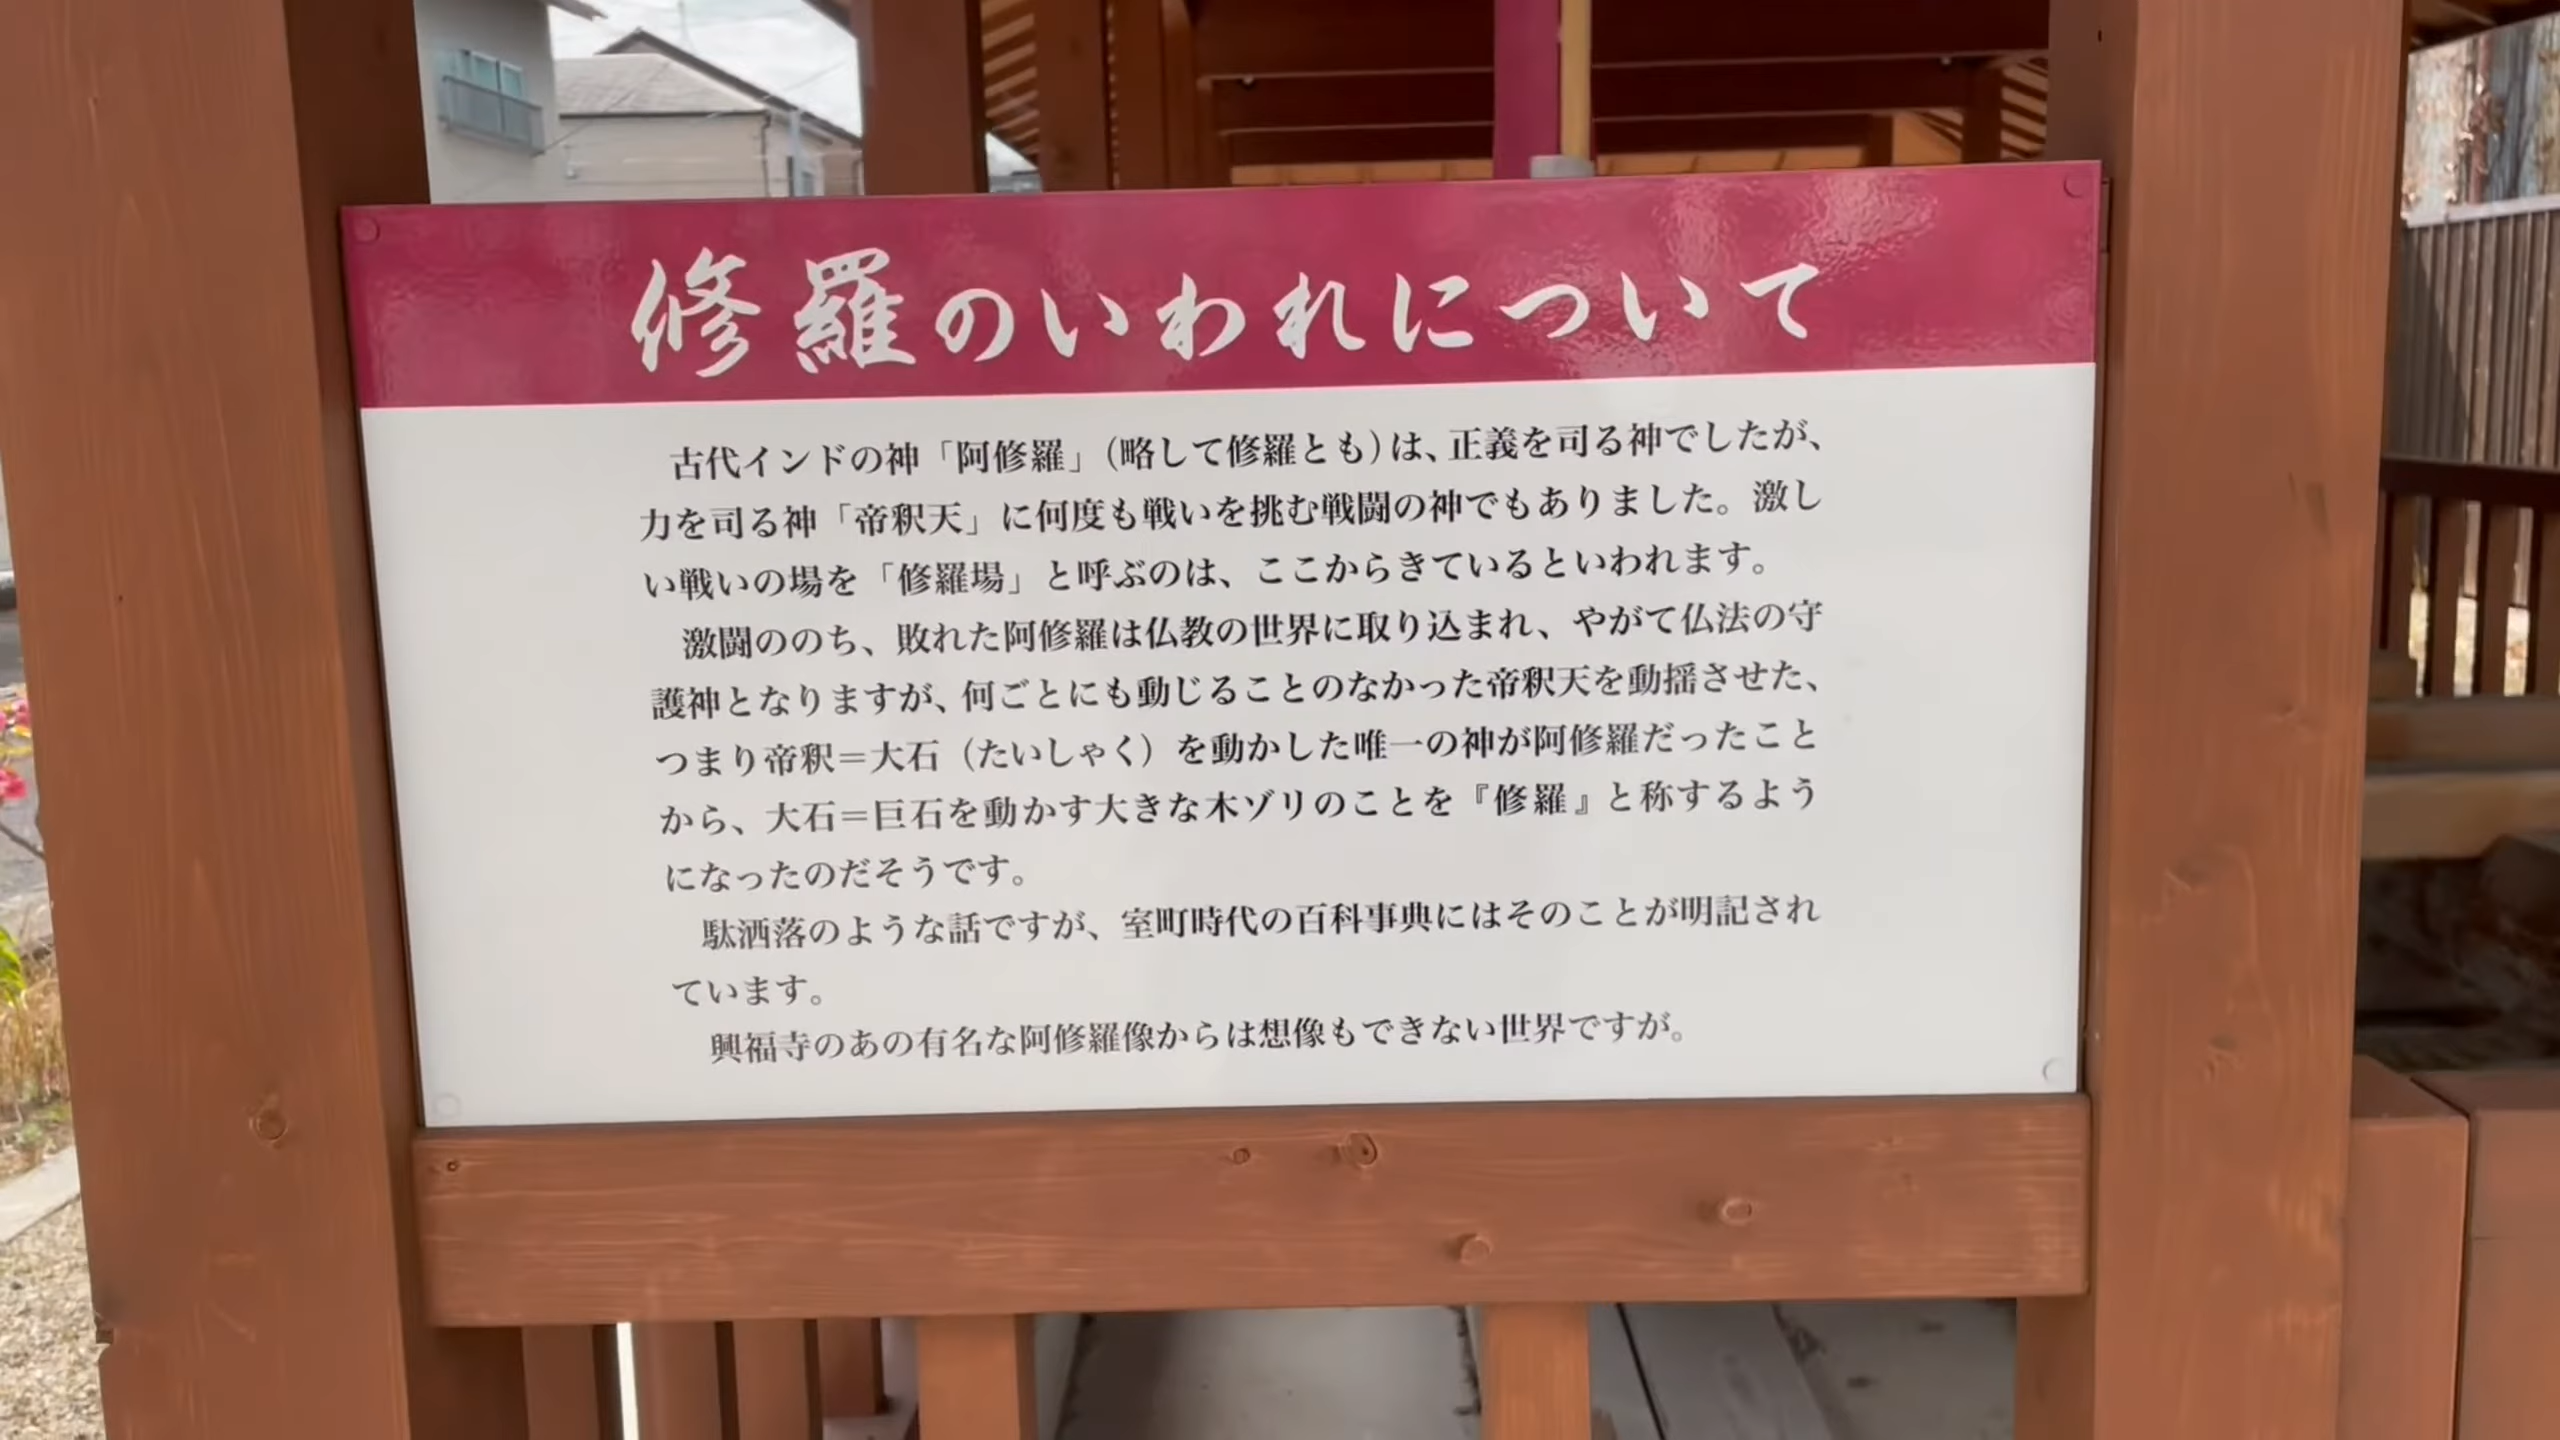 修羅のいわれについて
古代インドの神「阿修羅」（略して修羅とも）は、正義を司る神でしたが、
力を司る神「帝釈天」に何度も戦いを挑む戦闘の神でもありました。激し
い戦いの場を「修羅場」と呼ぶのは、ここからきているといわれます。
激闘ののち、敗れた阿修羅は仏教の世界に取り込まれ、やがて仏法の守
護神となりますが、何ごとにも動じることのなかった帝釈天を動揺させた、
つまり帝釈＝大石（たいしゃく）を動かした唯一の神が阿修羅だったこと
から、大石＝巨石を動かす大きな木ゾリのことを『修羅』と称するよう
になったのだそうです。
駄洒落のような話ですが、室町時代の百科事典にはそのことが明記され
ています。
興福寺のあの有名な阿修羅像からは想像もできない世界ですが。